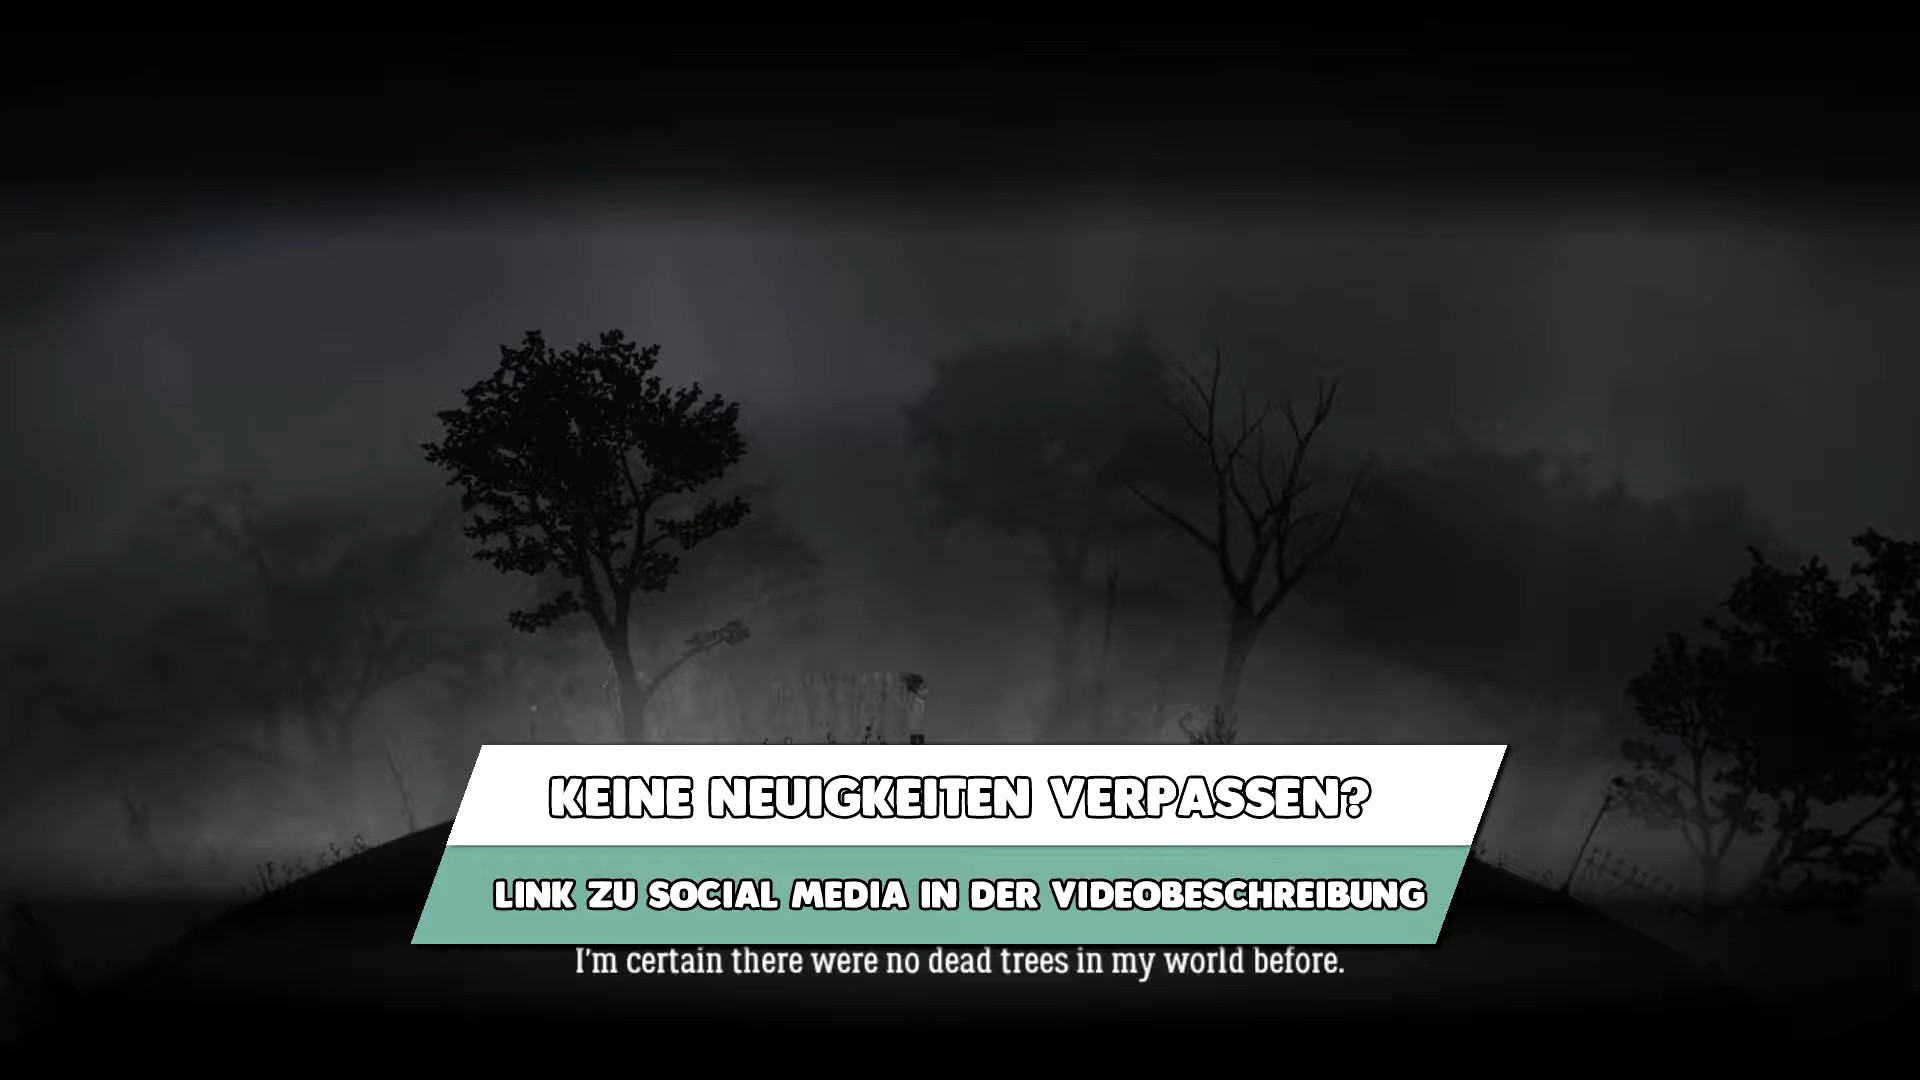 KEINE NEUIGKEITEN VERPASSEN?
LINK ZU SOCIAL MEDIA IN DER VIDEOBESCHREIBUNG
I'm certain there were no dead trees in my world before.